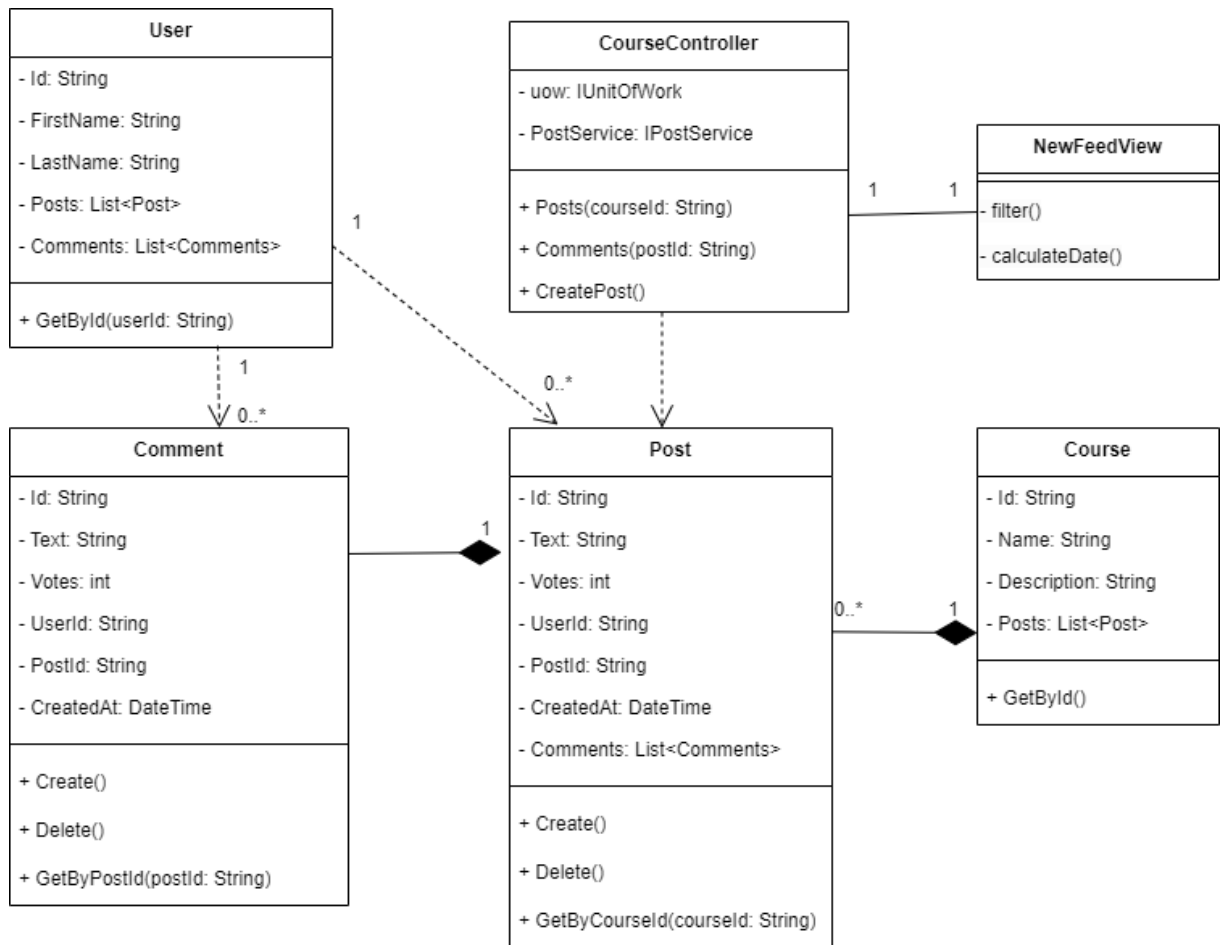 User
- Id: String
- FirstName: String
- LastName: String
- Posts: List<Post>
- Comments: List<Comments>
+ GetById(userId: String)
CourseController
- uow: IUnitOfWork
- PostService: IPostService
+ Posts(courseId: String)
+ Comments(postId: String)
+ CreatePost()
NewFeedView
- filter()
- calculateDate()
1
1
1
0..*
1
0..*
Comment
- Id: String
- Text: String
- Votes: int
- UserId: String
- PostId: String
- CreatedAt: DateTime
+ Create()
+ Delete()
+ GetByPostId(postId: String)
1
Post
- Id: String
- Text: String
- Votes: int
- UserId: String
- PostId: String
- CreatedAt: DateTime
- Comments: List<Comments>
+ Create()
+ Delete()
+ GetByCourseId(courseId: String)
0..*
1
Course
- Id: String
- Name: String
- Description: String
- Posts: List<Post>
+ GetById()